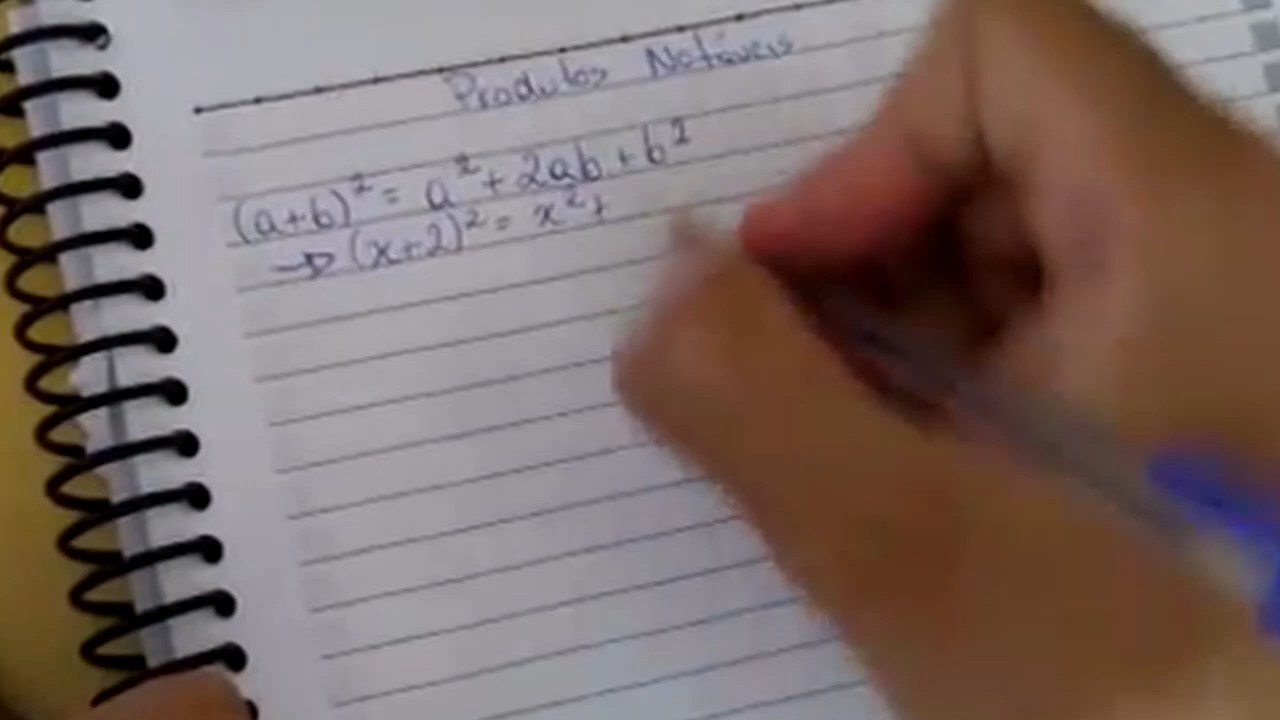 Produtos Notáveis
(a+b)² = a² + 2ab + b²
→ (x+2)² = x² +